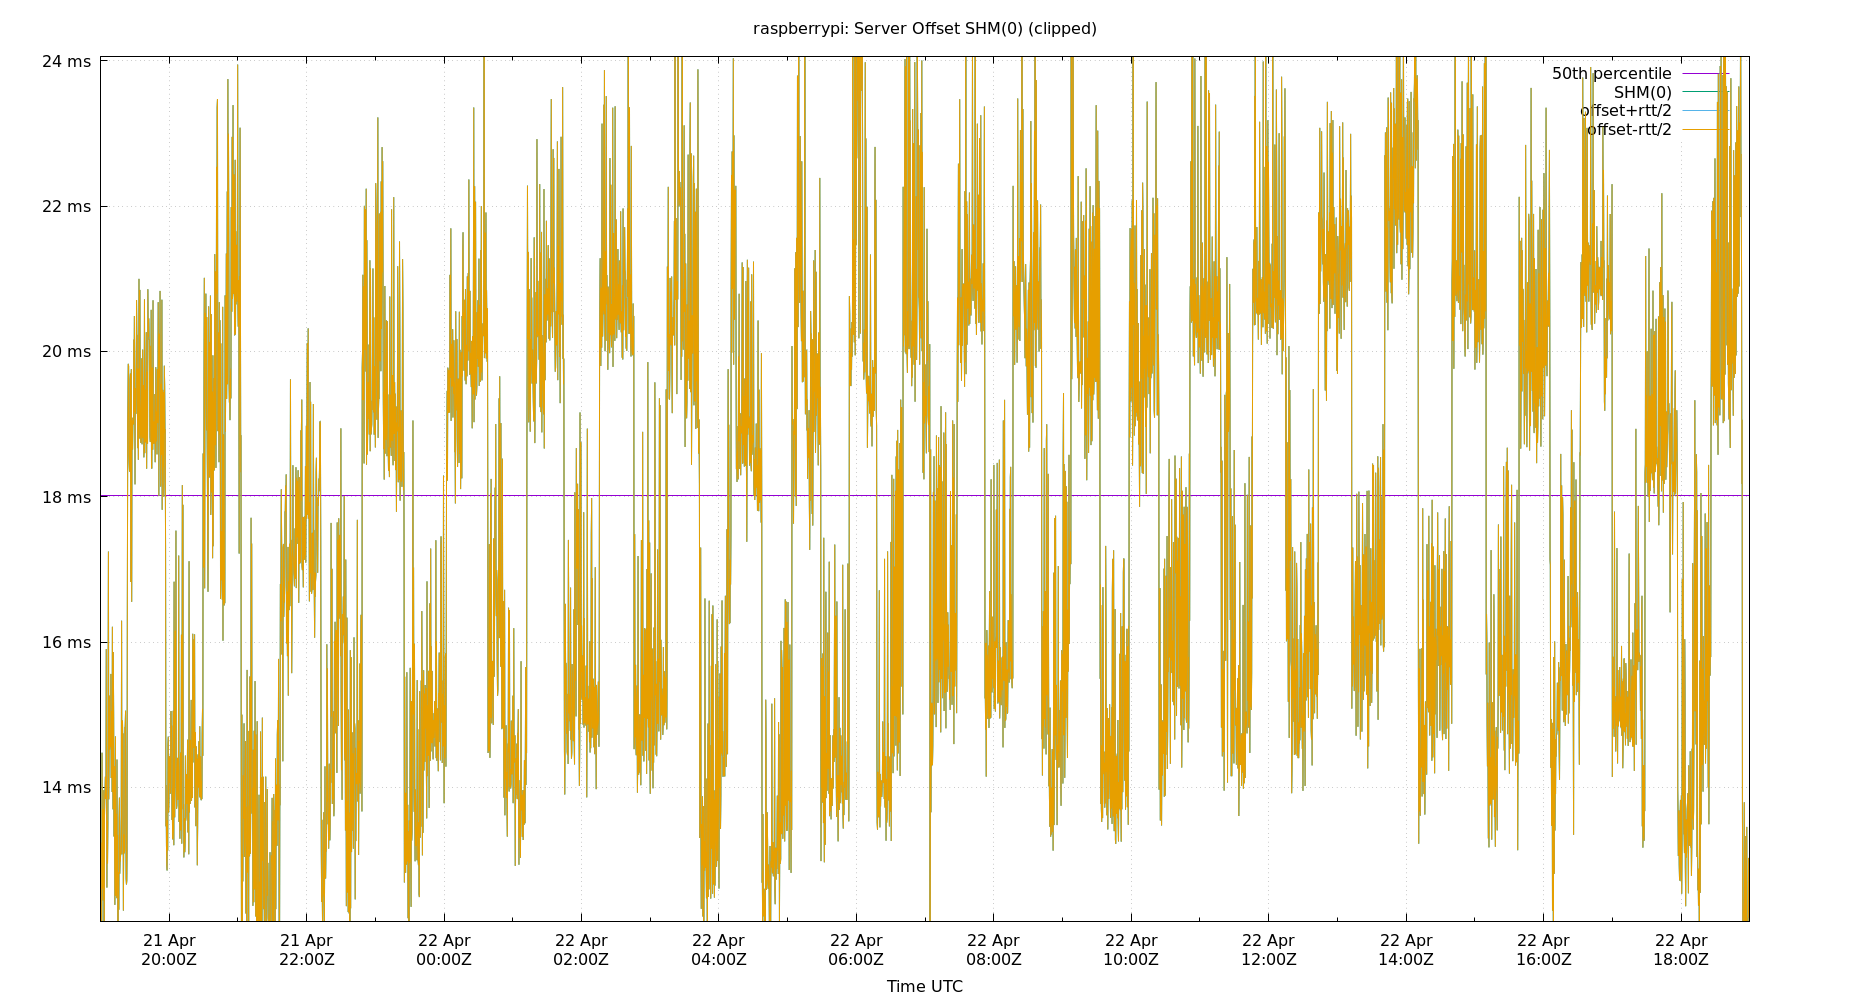 raspberrypi: Server Offset SHM(0) (clipped)
24 ms
22 ms
20 ms
18 ms
16 ms
14 ms
50th percentile
SHM(0)
offset+rtt/2
offset-rtt/2
21 Apr
20:00Z
21 Apr
22:00Z
22 Apr
00:00Z
22 Apr
02:00Z
22 Apr
04:00Z
22 Apr
06:00Z
22 Apr
08:00Z
22 Apr
10:00Z
22 Apr
12:00Z
22 Apr
14:00Z
22 Apr
16:00Z
22 Apr
18:00Z
Time UTC